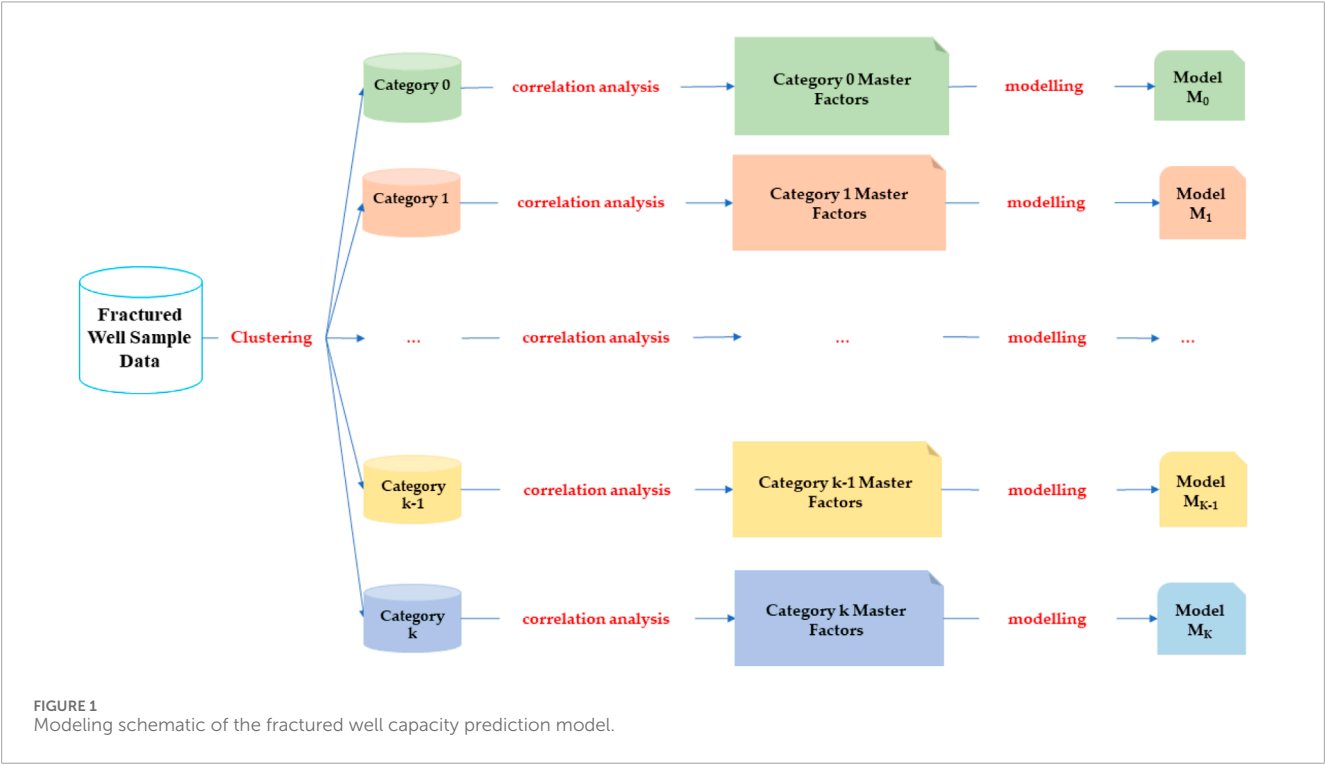 Category 0
correlation analysis
Category 0 Master
Factors
modelling
Model
M₀
Category 1
correlation analysis
Category 1 Master
Factors
modelling
Model
M₁
Fractured
Well Sample
Data
Clustering
...
correlation analysis
...
modelling
...
Category
k-1
correlation analysis
Category k-1 Master
Factors
modelling
Model
M_{K-1}
Category
k
correlation analysis
Category k Master
Factors
modelling
Model
M_K
FIGURE 1
Modeling schematic of the fractured well capacity prediction model.